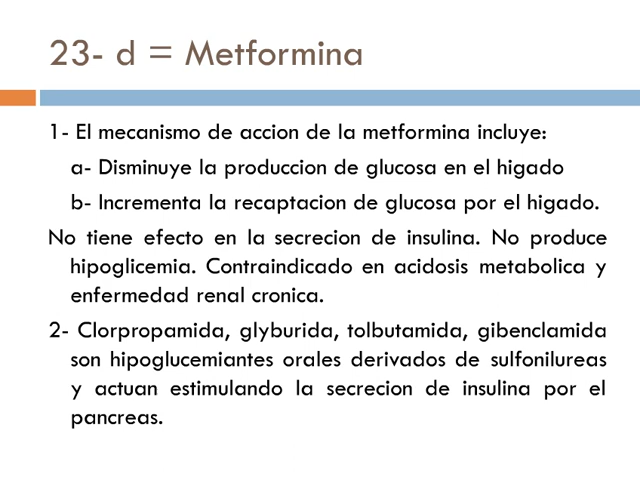 23- d = Metformina
1- El mecanismo de accion de la metformina incluye:
a- Disminuye la produccion de glucosa en el higado
b- Incrementa la recaptacion de glucosa por el higado.
No tiene efecto en la secrecion de insulina. No produce
hipoglicemia. Contraindicado en acidosis metabolica y
enfermedad renal cronica.
2- Clorpropamida, glyburida, tolbutamida, gibenclamida
son hipoglucemiantes orales derivados de sulfonilureas
y actuan estimulando la secrecion de insulina por el
pancreas.